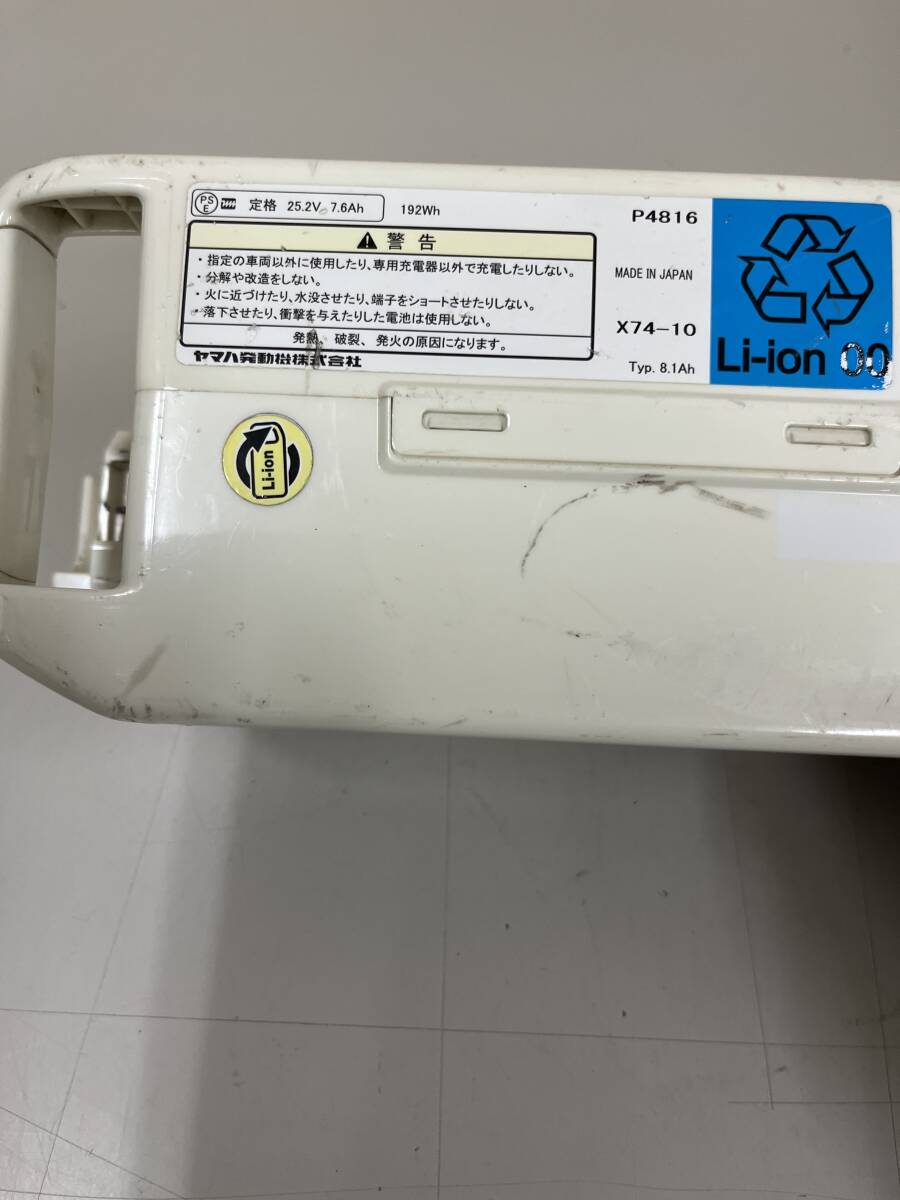 PS
E
定格 25.2V 7.6Ah
192Wh
警告
・指定の車両以外に使用したり、専用充電器以外で充電したりしない。
・分解や改造をしない。
・火に近づけたり、水没させたり、端子をショートさせたりしない。
・落下させたり、衝撃を与えたりした電池は使用しない。
発熱、破裂、発火の原因になります。
ヤマハ発動機株式会社
P4816
MADE IN JAPAN
X74-10
Typ. 8.1Ah
Li-ion 00
Li-ion